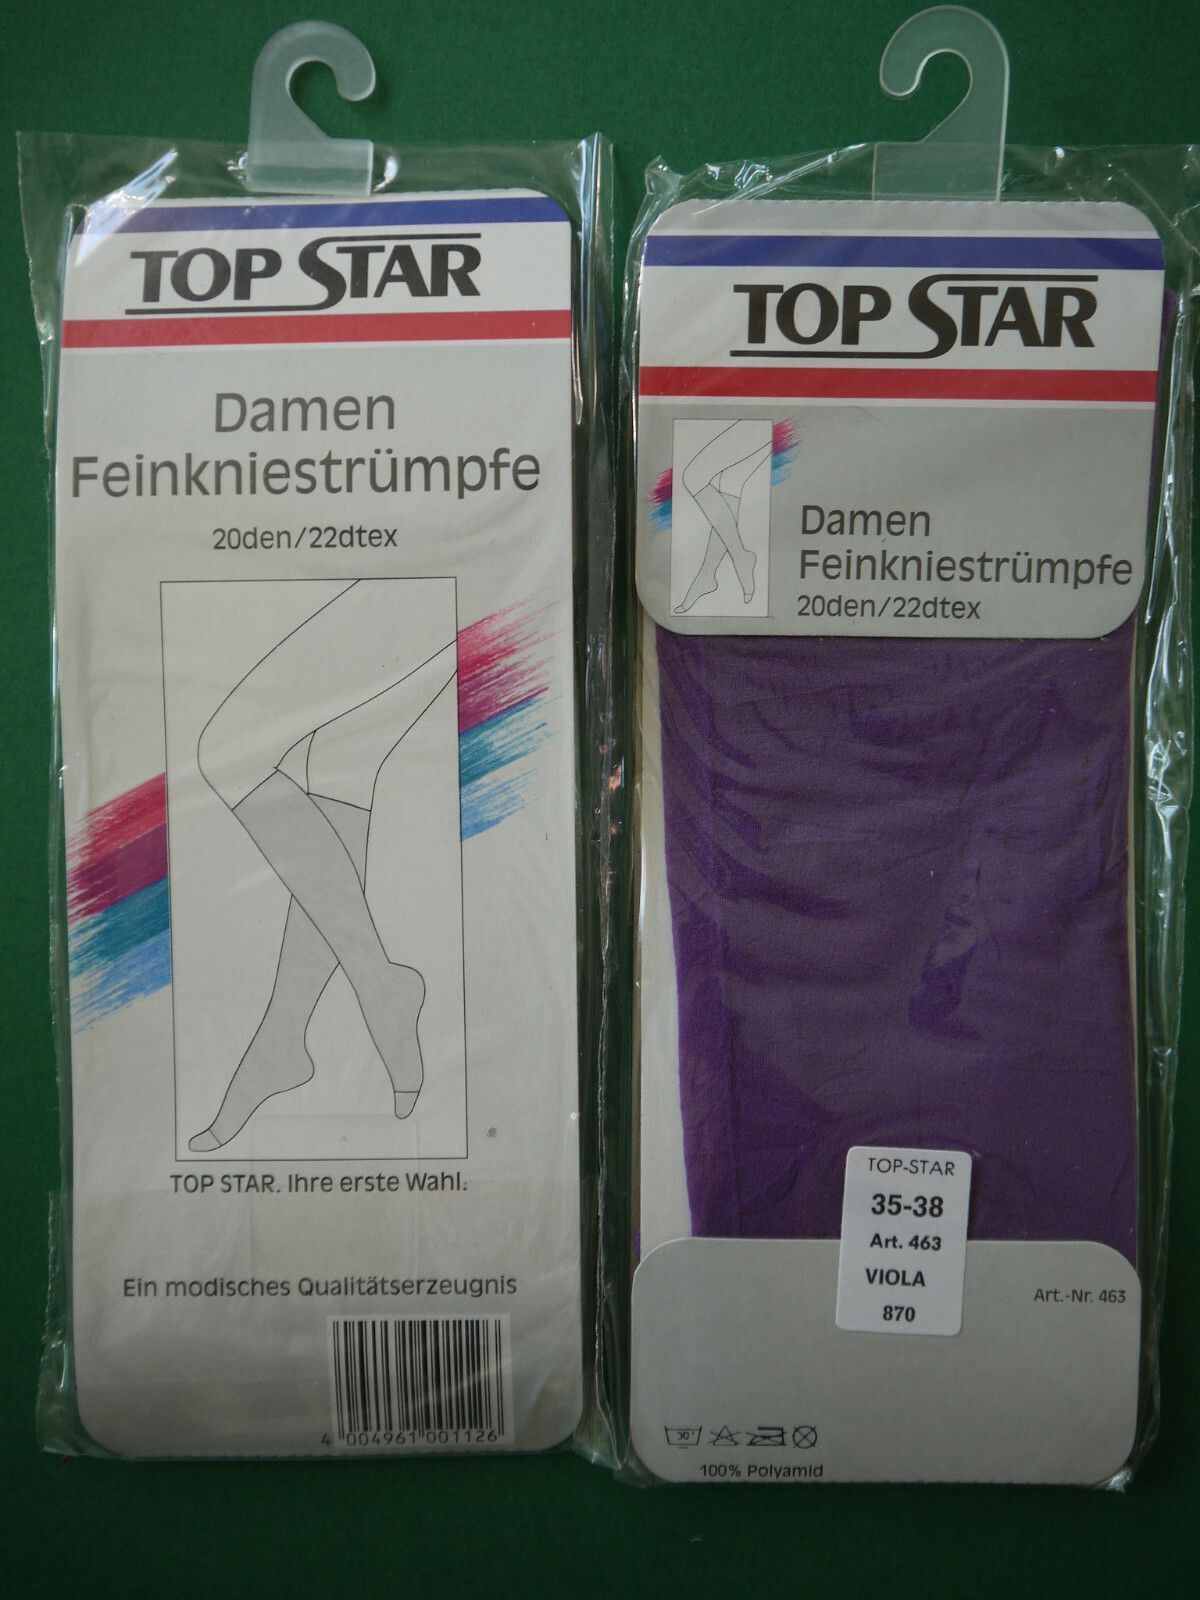 TOP STAR
Damen
Feinkniestrümpfe
20den/22dtex
TOP STAR. Ihre erste Wahl.
Ein modisches Qualitätserzeugnis
4 004961 001126
TOP STAR
Damen
Feinkniestrümpfe
20den/22dtex
TOP-STAR
35-38
Art. 463
VIOLA
870
Art.-Nr. 463
30°
100% Polyamid